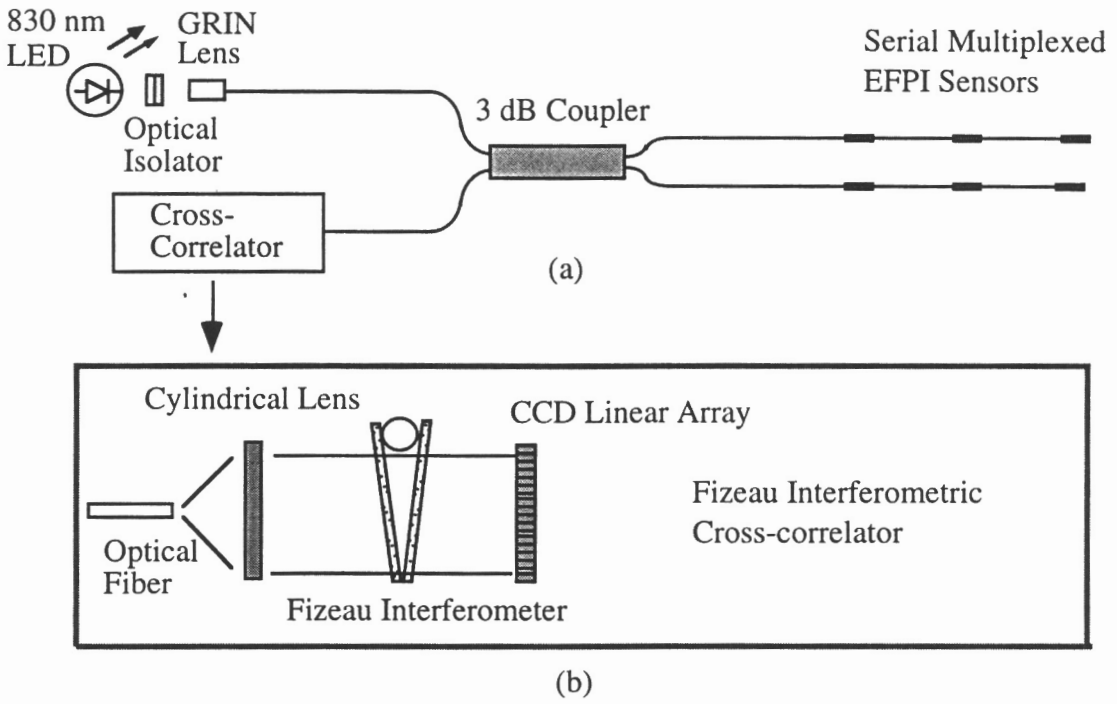 830 nm
LED
GRIN
Lens
Optical
Isolator
3 dB Coupler
Serial Multiplexed
EFPI Sensors
Cross-
Correlator
(a)
Cylindrical Lens
CCD Linear Array
Optical
Fiber
Fizeau Interferometer
Fizeau Interferometric
Cross-correlator
(b)